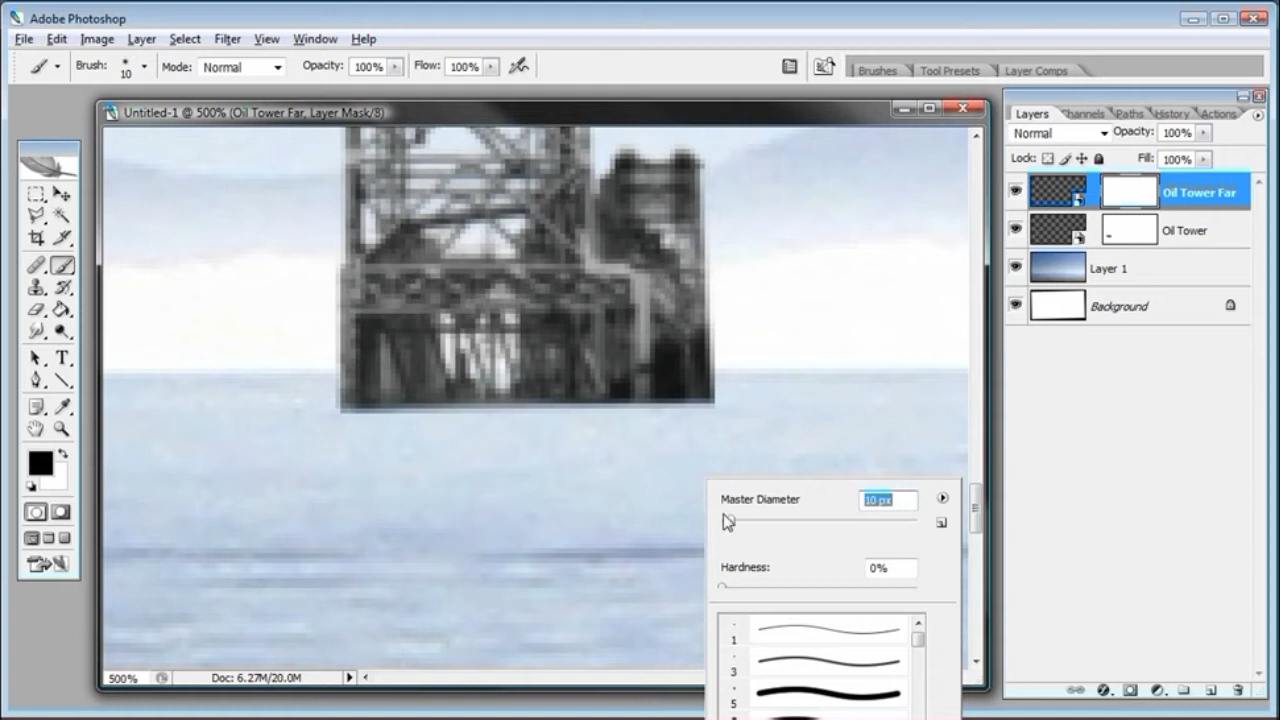 Adobe Photoshop
File Edit Image Layer Select Filter View Window Help
Brush: 10 Mode: Normal Opacity: 100% Flow: 100% Brushes Tool Presets Layer Comps
Untitled-1 @ 500% (Oil Tower Far, Layer Mask/8)
Layers Channels Paths History Actions
Normal Opacity: 100%
Lock: Fill: 100%
Oil Tower Far
Oil Tower
Layer 1
Background
T
Master Diameter 10 px
Hardness: 0%
1
3
5
500% Doc: 6.27M/20.0M